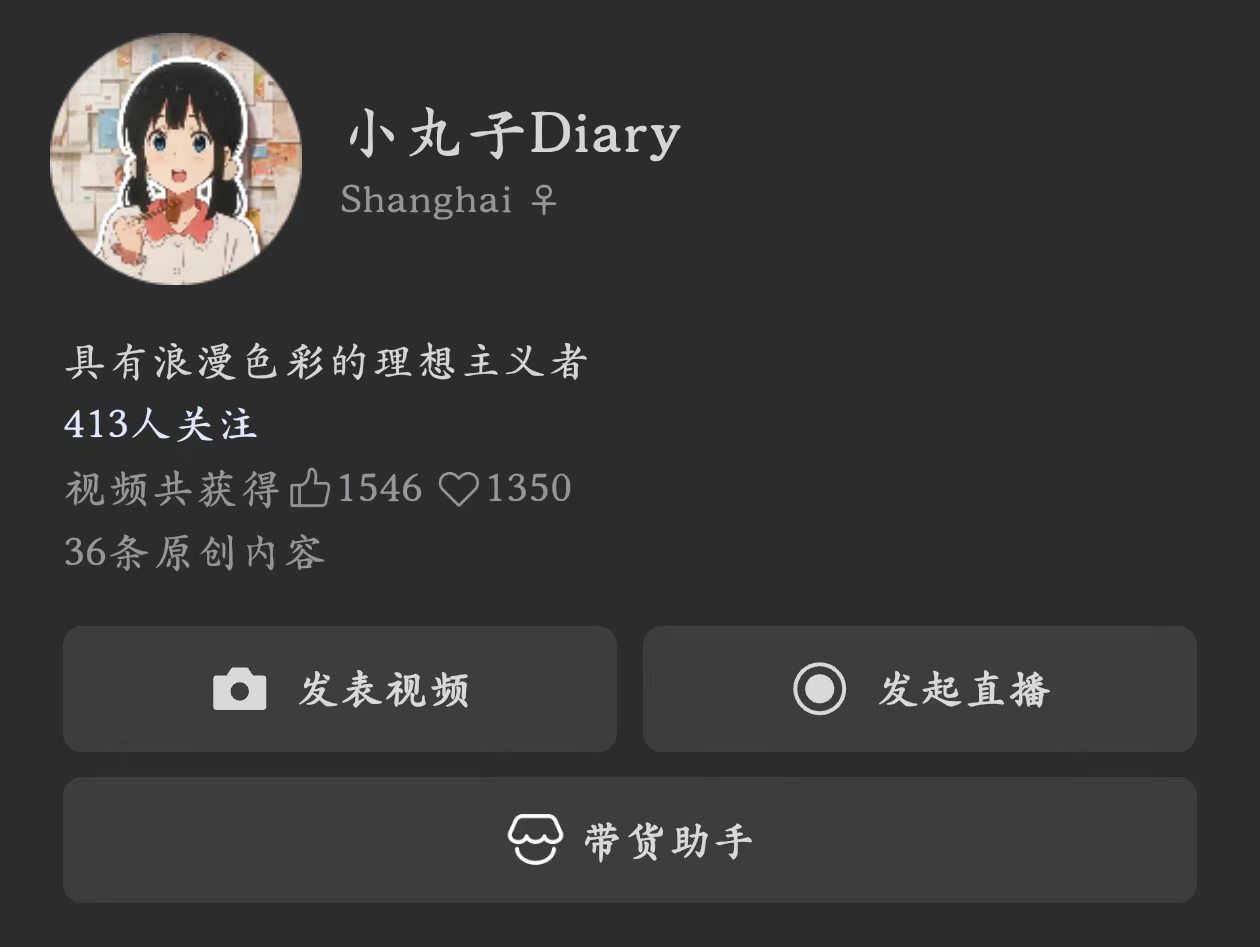 小丸子Diary
Shanghai ♀
具有浪漫色彩的理想主义者
413人关注
视频共获得 1546 1350
36条原创内容
发表视频 发起直播
带货助手